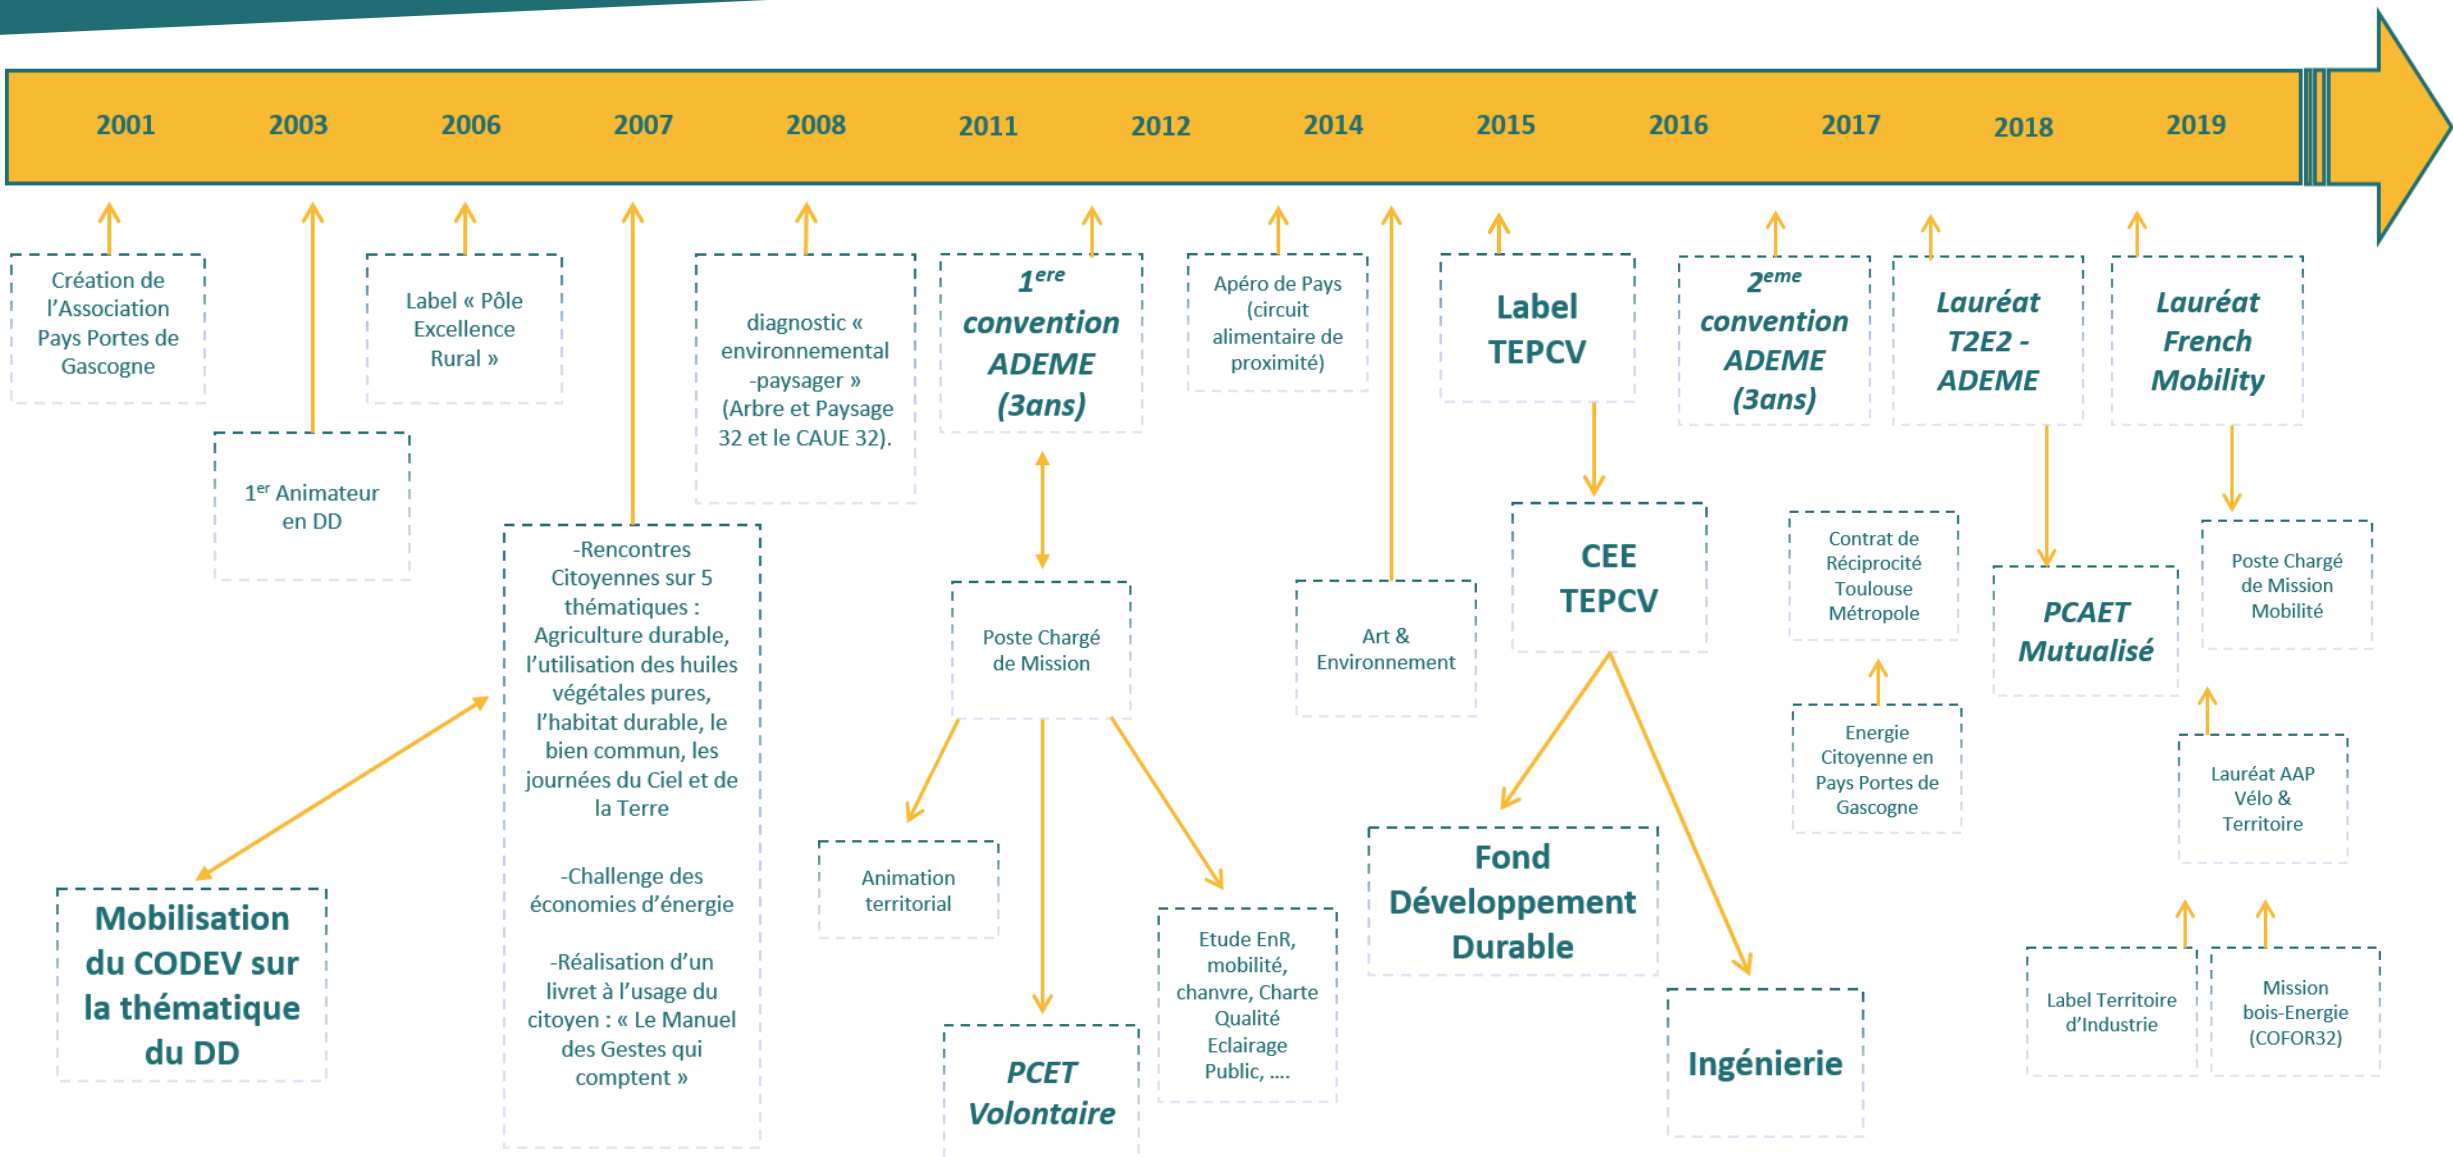 2001 2003 2006 2007 2008 2011 2012 2014 2015 2016 2017 2018 2019
Création de
l’Association
Pays Portes de
Gascogne
1er Animateur
en DD
Label « Pôle
Excellence
Rural »
-Rencontres
Citoyennes sur 5
thématiques :
Agriculture durable,
l’utilisation des huiles
végétales pures,
l’habitat durable, le
bien commun, les
journées du Ciel et de
la Terre
-Challenge des
économies d’énergie
-Réalisation d’un
livret à l’usage du
citoyen : « Le Manuel
des Gestes qui
comptent »
Mobilisation
du CODEV sur
la thématique
du DD
diagnostic «
environnemental
-paysager »
(Arbre et Paysage
32 et le CAUE 32).
1ere
convention
ADEME
(3ans)
Poste Chargé
de Mission
Animation
territorial
PCET
Volontaire
Etude EnR,
mobilité,
chanvre, Charte
Qualité
Eclairage
Public, ....
Apéro de Pays
(circuit
alimentaire de
proximité)
Art &
Environnement
Label
TEPCV
CEE
TEPCV
Fond
Développement
Durable
Ingénierie
2eme
convention
ADEME
(3ans)
Contrat de
Réciprocité
Toulouse
Métropole
Energie
Citoyenne en
Pays Portes de
Gascogne
Lauréat
T2E2 -
ADEME
PCAET
Mutualisé
Lauréat
French
Mobility
Poste Chargé
de Mission
Mobilité
Lauréat AAP
Vélo &
Territoire
Label Territoire
d’Industrie
Mission
bois-Energie
(COFOR32)